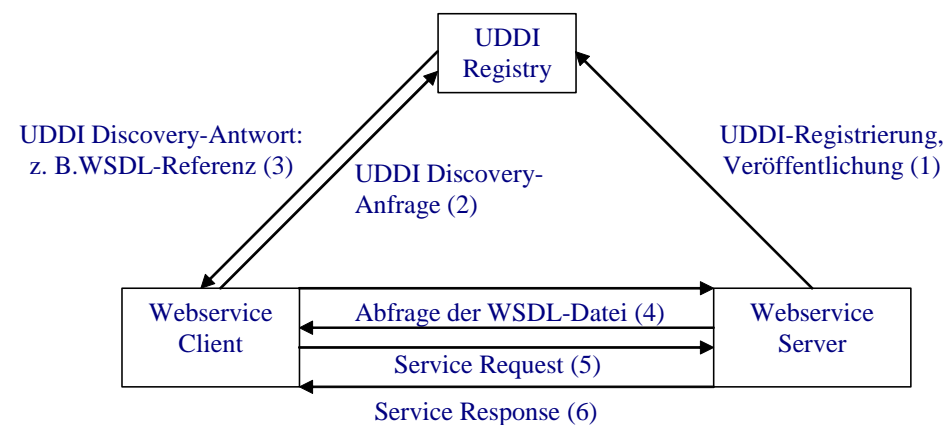 UDDI
Registry
UDDI Discovery-Antwort:
z. B.WSDL-Referenz (3)
UDDI-Registrierung,
Veröffentlichung (1)
UDDI Discovery-
Anfrage (2)
Webservice
Client
Abfrage der WSDL-Datei (4)
Webservice
Server
Service Request (5)
Service Response (6)